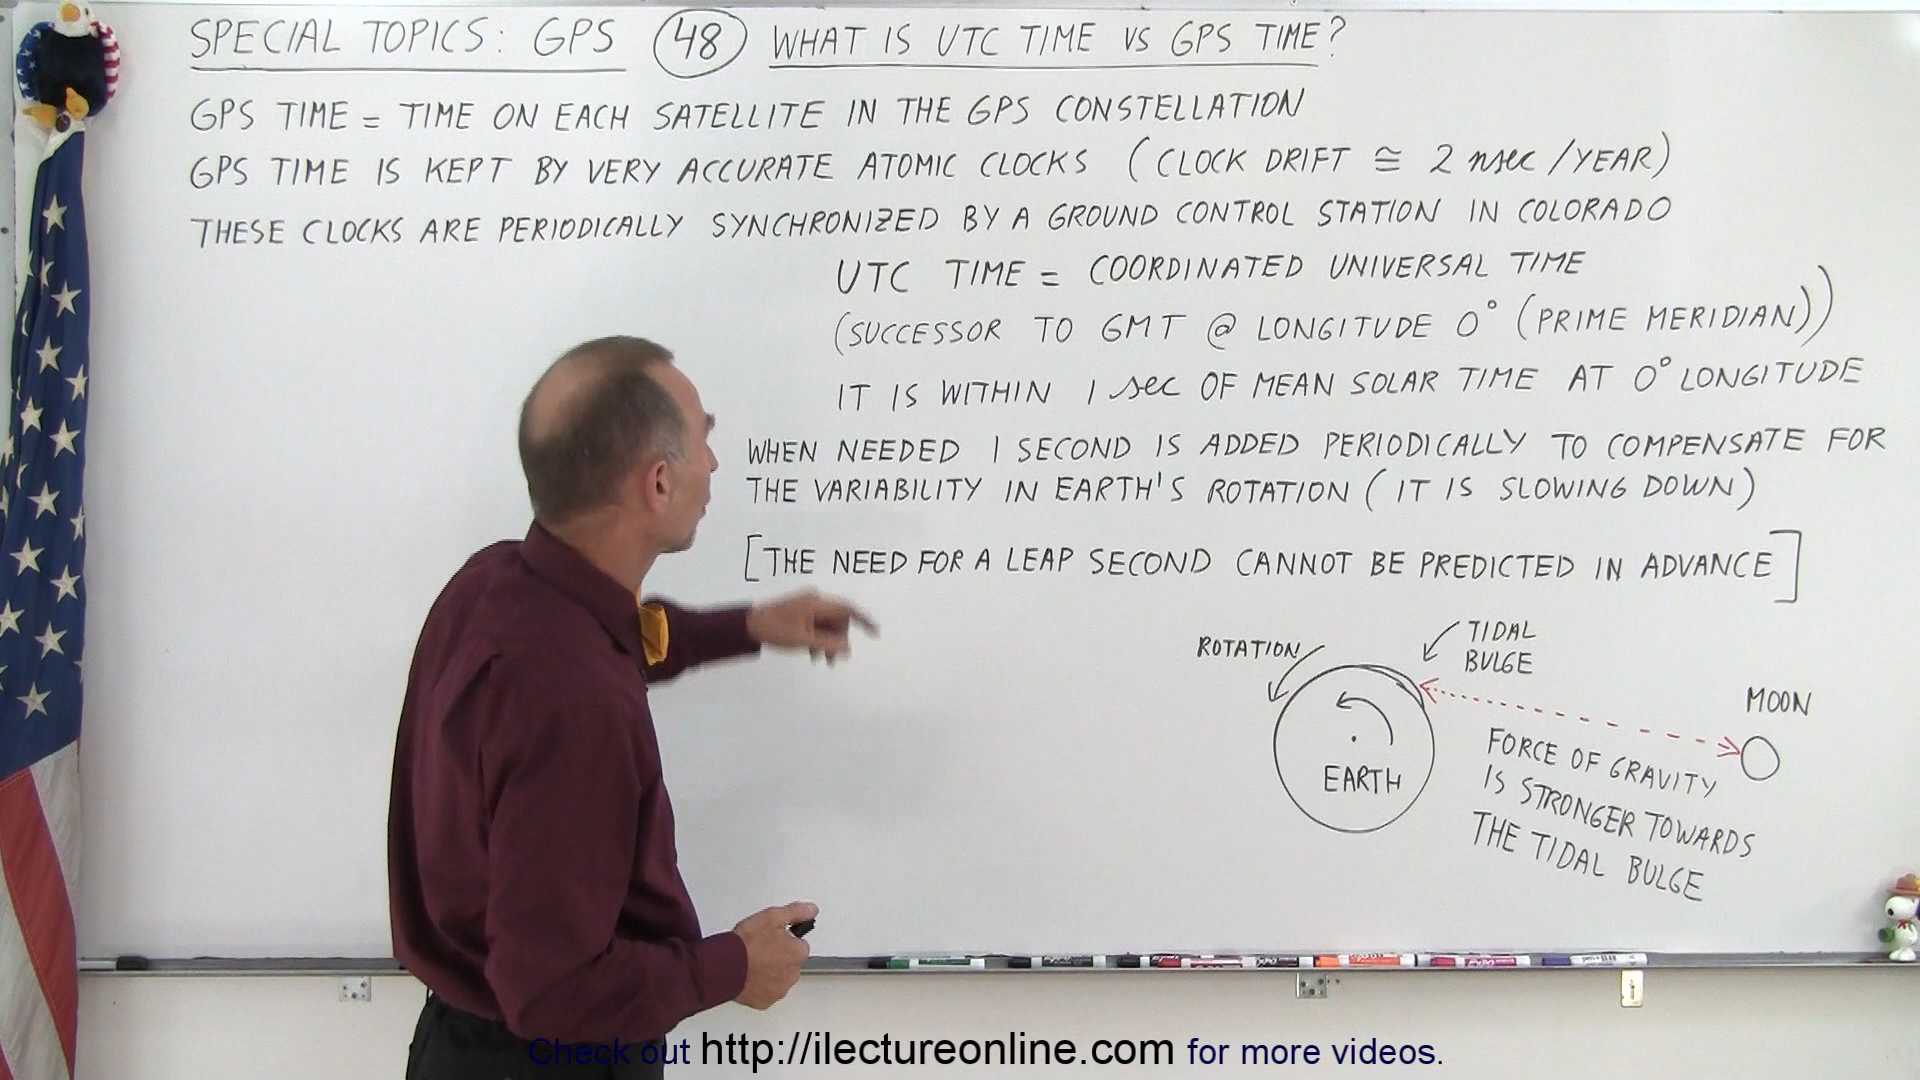 SPECIAL TOPICS: GPS 48 WHAT IS UTC TIME VS GPS TIME?
GPS TIME = TIME ON EACH SATELLITE IN THE GPS CONSTELLATION
GPS TIME IS KEPT BY VERY ACCURATE ATOMIC CLOCKS (CLOCK DRIFT ≅ 2 nsec/YEAR)
THESE CLOCKS ARE PERIODICALLY SYNCHRONIZED BY A GROUND CONTROL STATION IN COLORADO
UTC TIME = COORDINATED UNIVERSAL TIME
(SUCCESSOR TO GMT @ LONGITUDE 0° (PRIME MERIDIAN))
IT IS WITHIN 1 sec OF MEAN SOLAR TIME AT 0° LONGITUDE
WHEN NEEDED 1 SECOND IS ADDED PERIODICALLY TO COMPENSATE FOR
THE VARIABILITY IN EARTH'S ROTATION (IT IS SLOWING DOWN)
[THE NEED FOR A LEAP SECOND CANNOT BE PREDICTED IN ADVANCE]
ROTATION
TIDAL
BULGE
MOON
EARTH
FORCE OF GRAVITY
IS STRONGER TOWARDS
THE TIDAL BULGE
Check out http://ilectureonline.com for more videos.